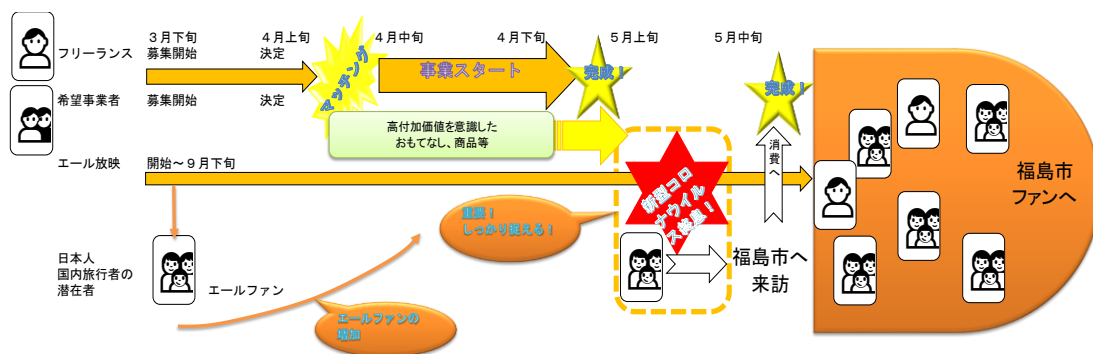 フリーランス
３月下旬
募集開始
４月上旬
決定
４月中旬
４月下旬
５月上旬
５月中旬
マッチング
事業スタート
完成！
完成！
希望事業者
募集開始
決定
高付加価値を意識した
おもてなし、商品等
エール放映
開始～９月下旬
新型コロ
ナウイル
ス終息！
消費へ
福島市
ファンへ
重要！
しっかり捉える！
日本人
国内旅行者の
潜在者
エールファン
福島市へ
来訪
エールファンの
増加